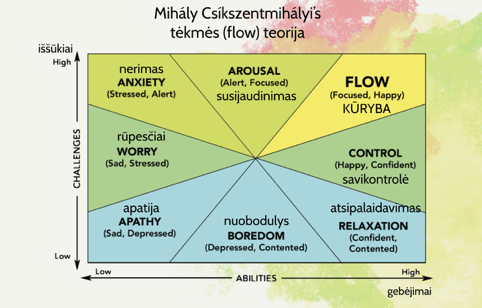 Mihály Csíkszentmihályi's
tėkmės (flow) teorija
iššūkiai
High
nerimas
ANXIETY
(Stressed, Alert)
AROUSAL
(Alert, Focused)
susijaudinimas
FLOW
(Focused, Happy)
KŪRYBA
CHALLENGES
rūpesčiai
WORRY
(Sad, Stressed)
CONTROL
(Happy, Confident)
savikontrolė
apatija
APATHY
(Sad, Depressed)
nuobodulys
BOREDOM
(Depressed, Contented)
atsipalaidavimas
RELAXATION
(Confident,
Contented)
Low
Low
ABILITIES
High
gebėjimai